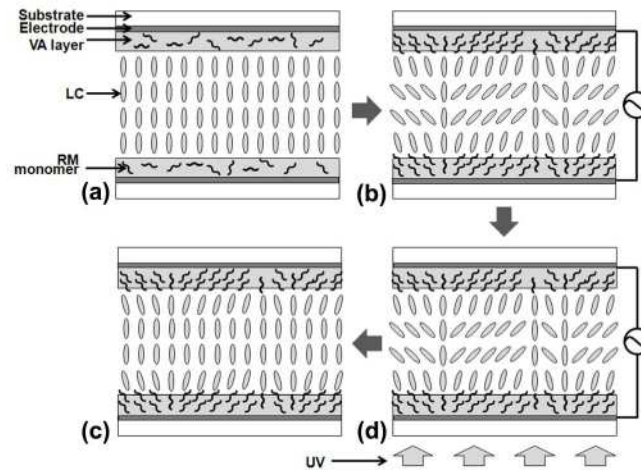 Substrate
Electrode
VA layer
LC
RM
monomer
(a)
(b)
(c)
(d)
UV